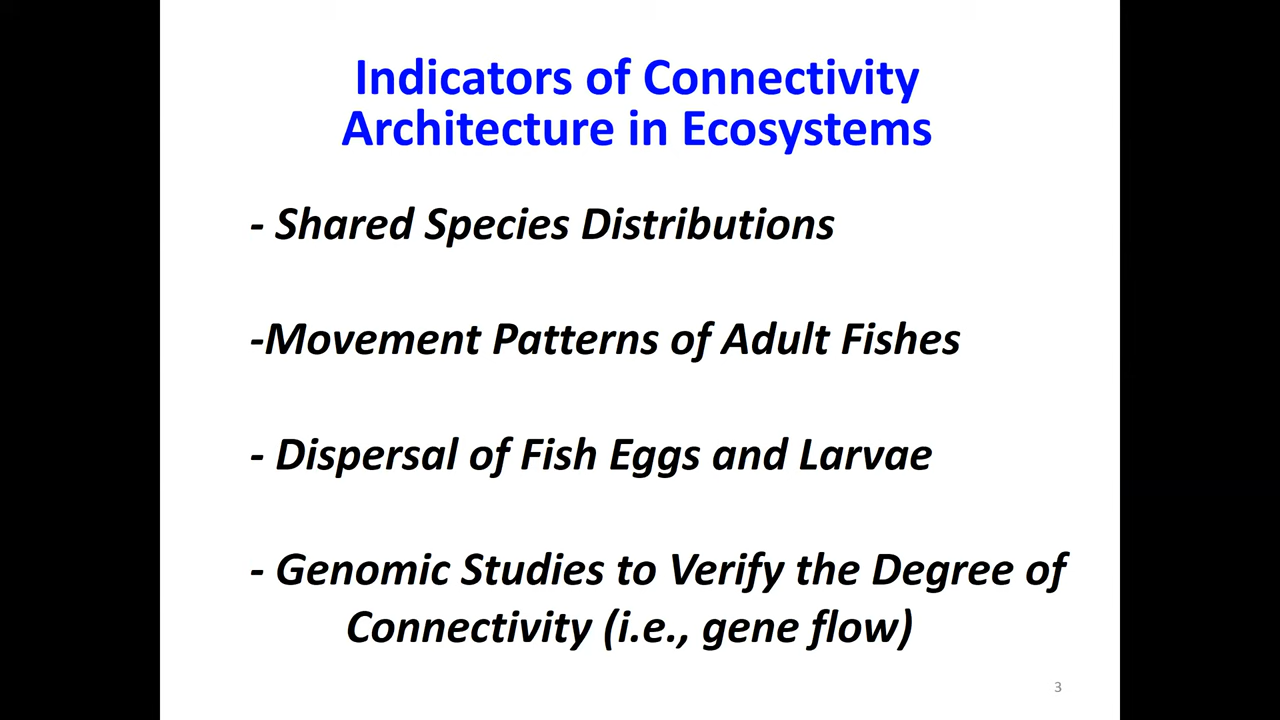 Indicators of Connectivity
Architecture in Ecosystems
- Shared Species Distributions
-Movement Patterns of Adult Fishes
- Dispersal of Fish Eggs and Larvae
- Genomic Studies to Verify the Degree of
Connectivity (i.e., gene flow)
3